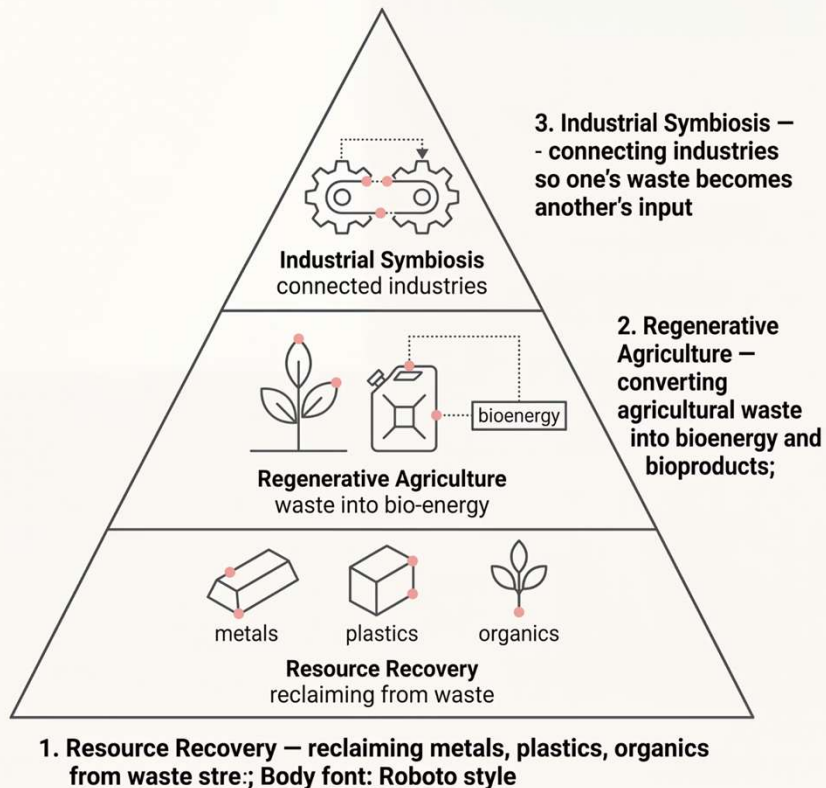 3. Industrial Symbiosis —
- connecting industries
so one's waste becomes
another's input
Industrial Symbiosis
connected industries
2. Regenerative
Agriculture —
converting
agricultural waste
into bioenergy and
bioproducts;
bioenergy
Regenerative Agriculture
waste into bio-energy
metals
plastics
organics
Resource Recovery
reclaiming from waste
1. Resource Recovery — reclaiming metals, plastics, organics
from waste stre:; Body font: Roboto style